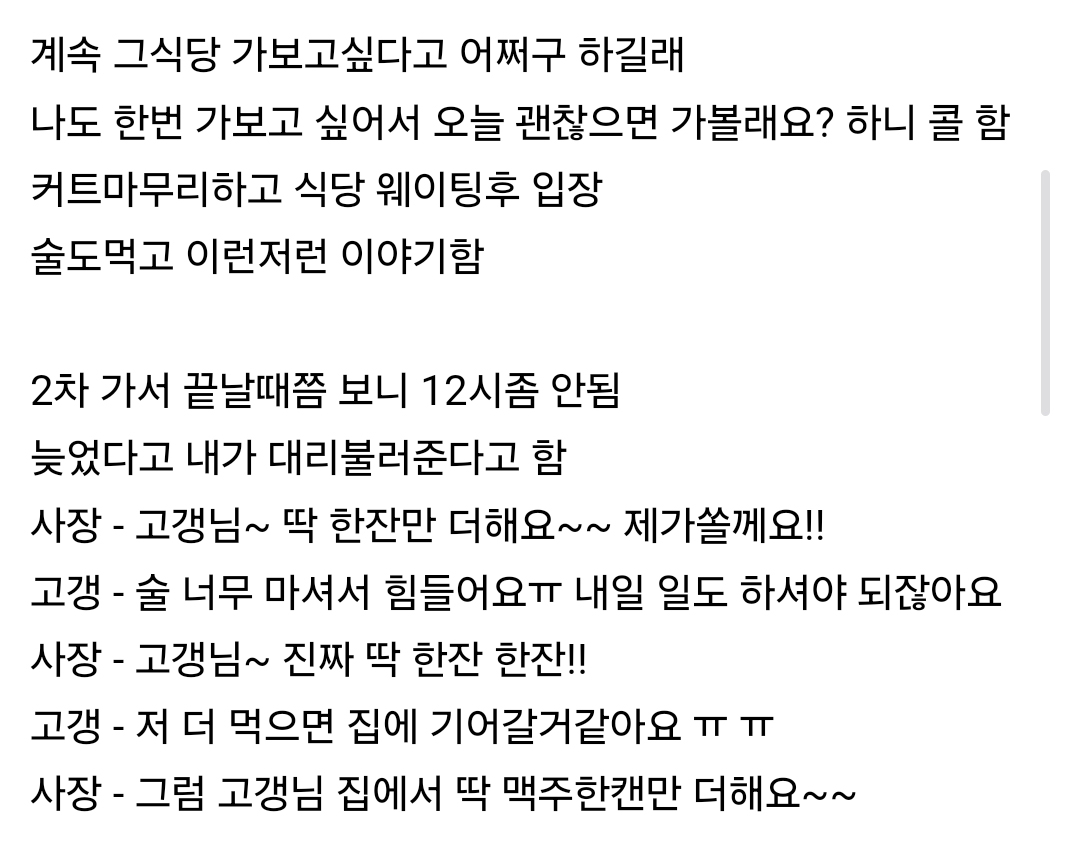 계속 그식당 가보고싶다고 어쩌구 하길래
나도 한번 가보고 싶어서 오늘 괜찮으면 가볼래요? 하니 콜 함
커트마무리하고 식당 웨이팅후 입장
술도먹고 이런저런 이야기함
2차 가서 끝날때쯤 보니 12시좀 안됨
늦었다고 내가 대리불러준다고 함
사장 - 고갱님~ 딱 한잔만 더해요~~ 제가쏠께요!!
고갱 - 술 너무 마셔서 힘들어요ㅠ 내일 일도 하셔야 되잖아요
사장 - 고갱님~ 진짜 딱 한잔 한잔!!
고갱 - 저 더 먹으면 집에 기어갈거같아요 ㅠ ㅠ
사장 - 그럼 고갱님 집에서 딱 맥주한캔만 더해요~~